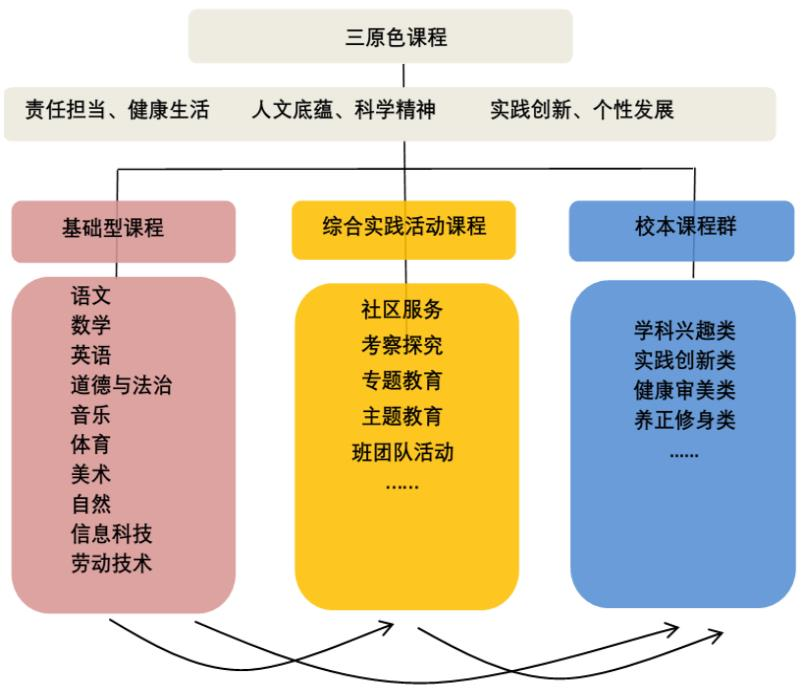 三原色课程
责任担当、健康生活 人文底蕴、科学精神 实践创新、个性发展
基础型课程
语文
数学
英语
道德与法治
音乐
体育
美术
自然
信息科技
劳动技术
综合实践活动课程
社区服务
考察探究
专题教育
主题教育
班团队活动
……
校本课程群
学科兴趣类
实践创新类
健康审美类
养正修身类
……